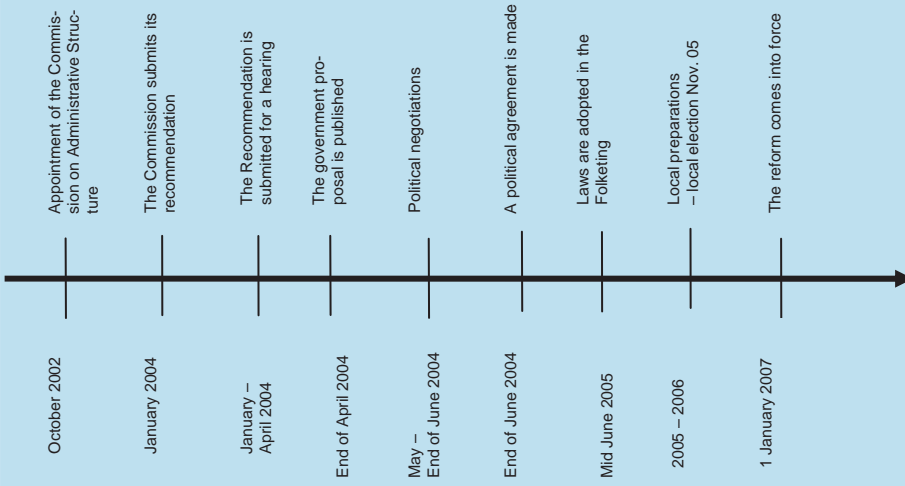 October 2002
Appointment of the Commis-
sion on Administrative Struc-
ture
January 2004
The Commission submits its
recommendation
January –
April 2004
The Recommendation is
submitted for a hearing
End of April 2004
The government pro-
posal is published
May –
End of June 2004
Political negotiations
End of June 2004
A political agreement is made
Mid June 2005
Laws are adopted in the
Folketing
2005 – 2006
Local preparations
– local election Nov. 05
1 January 2007
The reform comes into force